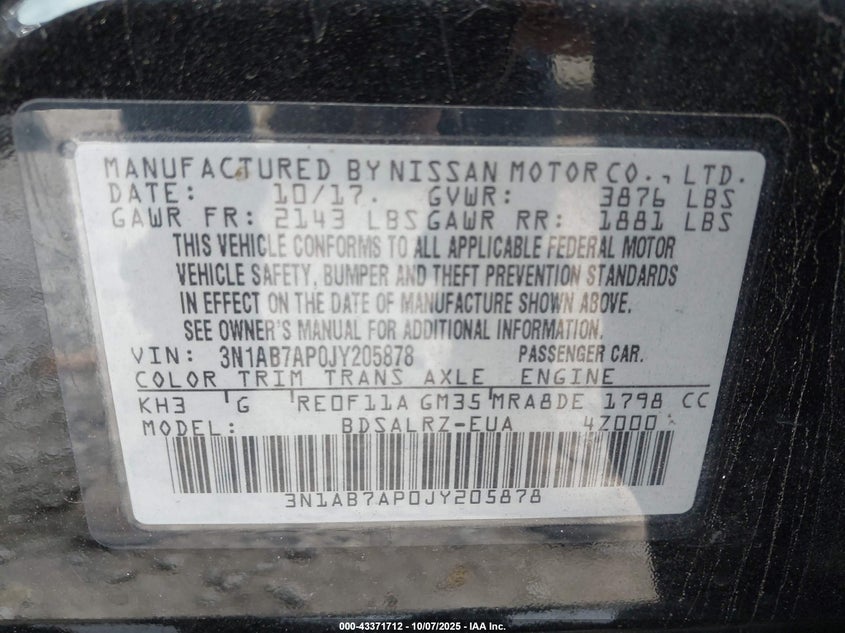 MANUFACTURED BY NISSAN MOTOR CO., LTD.
DATE: 10/17. GVWR: 3876 LBS
GAWR FR: 2143 LBS GAWR RR: 1881 LBS
THIS VEHICLE CONFORMS TO ALL APPLICABLE FEDERAL MOTOR
VEHICLE SAFETY, BUMPER AND THEFT PREVENTION STANDARDS
IN EFFECT ON THE DATE OF MANUFACTURE SHOWN ABOVE.
SEE OWNER'S MANUAL FOR ADDITIONAL INFORMATION.
VIN: 3N1AB7AP0JY205878 PASSENGER CAR.
COLOR TRIM TRANS AXLE ENGINE
KH3 G RE0F11A GM35 MRA8DE 1798 CC
MODEL: BDSALRZ-EUA 4Z000
3N1AB7AP0JY205878
000-43371712 - 10/07/2025 - IAA Inc.